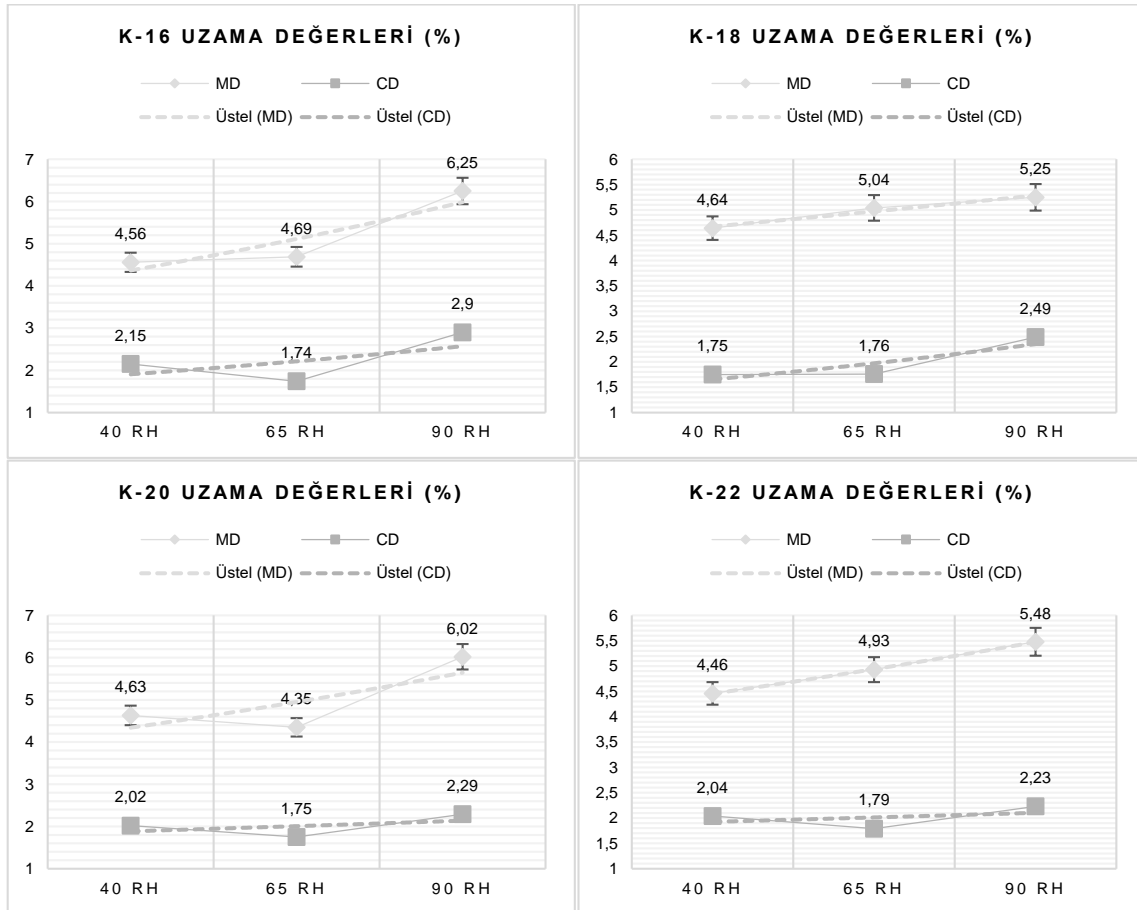 K-16 UZAMA DEĞERLERİ (%)
MD CD
Üstel (MD) Üstel (CD)
7
6
5
4
3
2
1
4,56 4,69 6,25
2,15 1,74 2,9
40 RH 65 RH 90 RH
K-18 UZAMA DEĞERLERİ (%)
MD CD
Üstel (MD) Üstel (CD)
6
5,5
5
4,5
4
3,5
3
2,5
2
1,5
1
4,64 5,04 5,25
1,75 1,76 2,49
40 RH 65 RH 90 RH
K-20 UZAMA DEĞERLERİ (%)
MD CD
Üstel (MD) Üstel (CD)
7
6
5
4
3
2
1
4,63 4,35 6,02
2,02 1,75 2,29
40 RH 65 RH 90 RH
K-22 UZAMA DEĞERLERİ (%)
MD CD
Üstel (MD) Üstel (CD)
6
5,5
5
4,5
4
3,5
3
2,5
2
1,5
1
4,46 4,93 5,48
2,04 1,79 2,23
40 RH 65 RH 90 RH